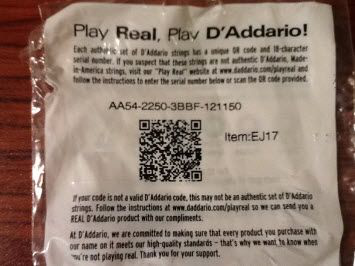 Play Real, Play D'Addario!
Each authentic set of D'Addario strings has a unique QR code and 18-character
serial number. If you suspect that these strings are not authentic D'Addario, Made-
in-America strings, visit our "Play Real" website at www.daddario.com/playreal and
follow the instructions to enter the serial number below or scan the QR code provided.
AA54-2250-3BBF-121150
Item:EJ17
If your code is not a valid D'Addario code, this may not be an authentic set of D'Addario
strings. Follow the instructions at www.daddario.com/playreal so we can send you a
REAL D'Addario product with our compliments.
At D'Addario, we are committed to making sure that every product you purchase with
our name on it meets our high-quality standards - that's why we want to know when
you're not playing real. Thank you for your support.